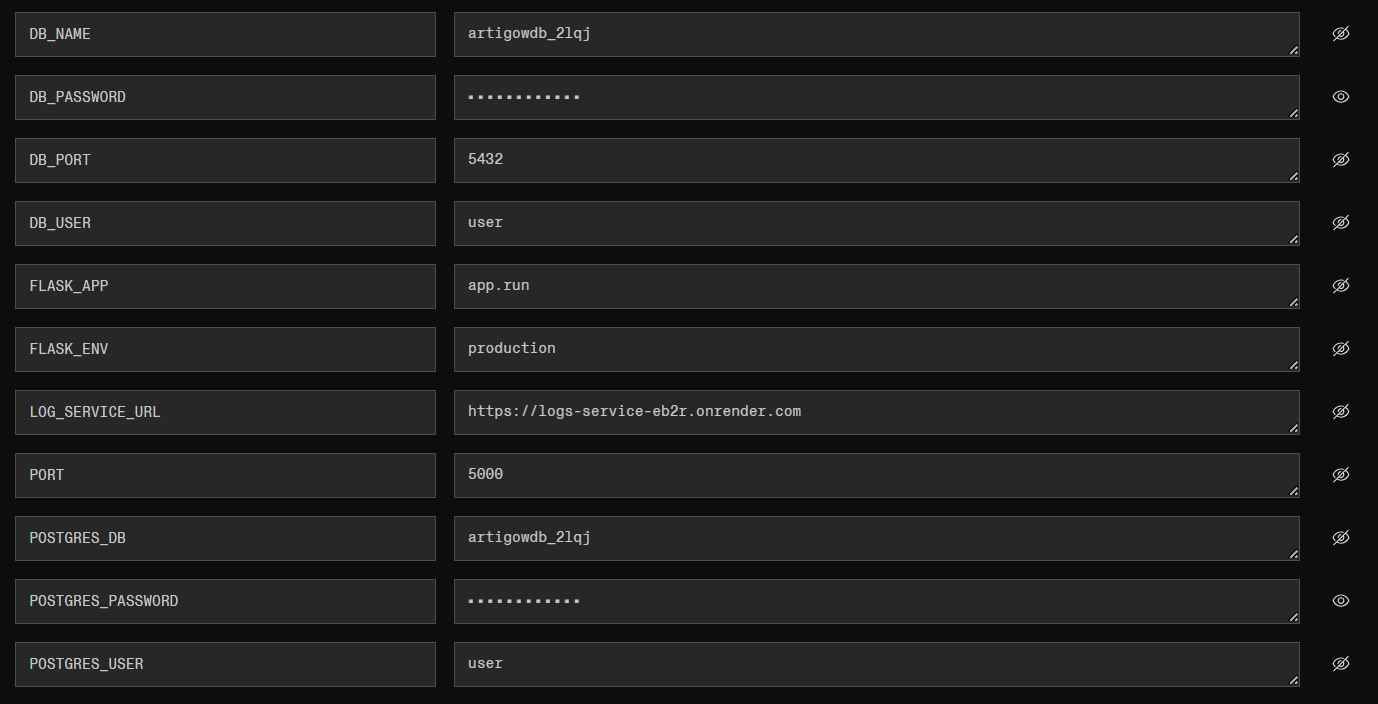 DB_NAME artigowdb_2lqj
DB_PASSWORD ••••••••••••
DB_PORT 5432
DB_USER user
FLASK_APP app.run
FLASK_ENV production
LOG_SERVICE_URL https://logs-service-eb2r.onrender.com
PORT 5000
POSTGRES_DB artigowdb_2lqj
POSTGRES_PASSWORD ••••••••••••
POSTGRES_USER user